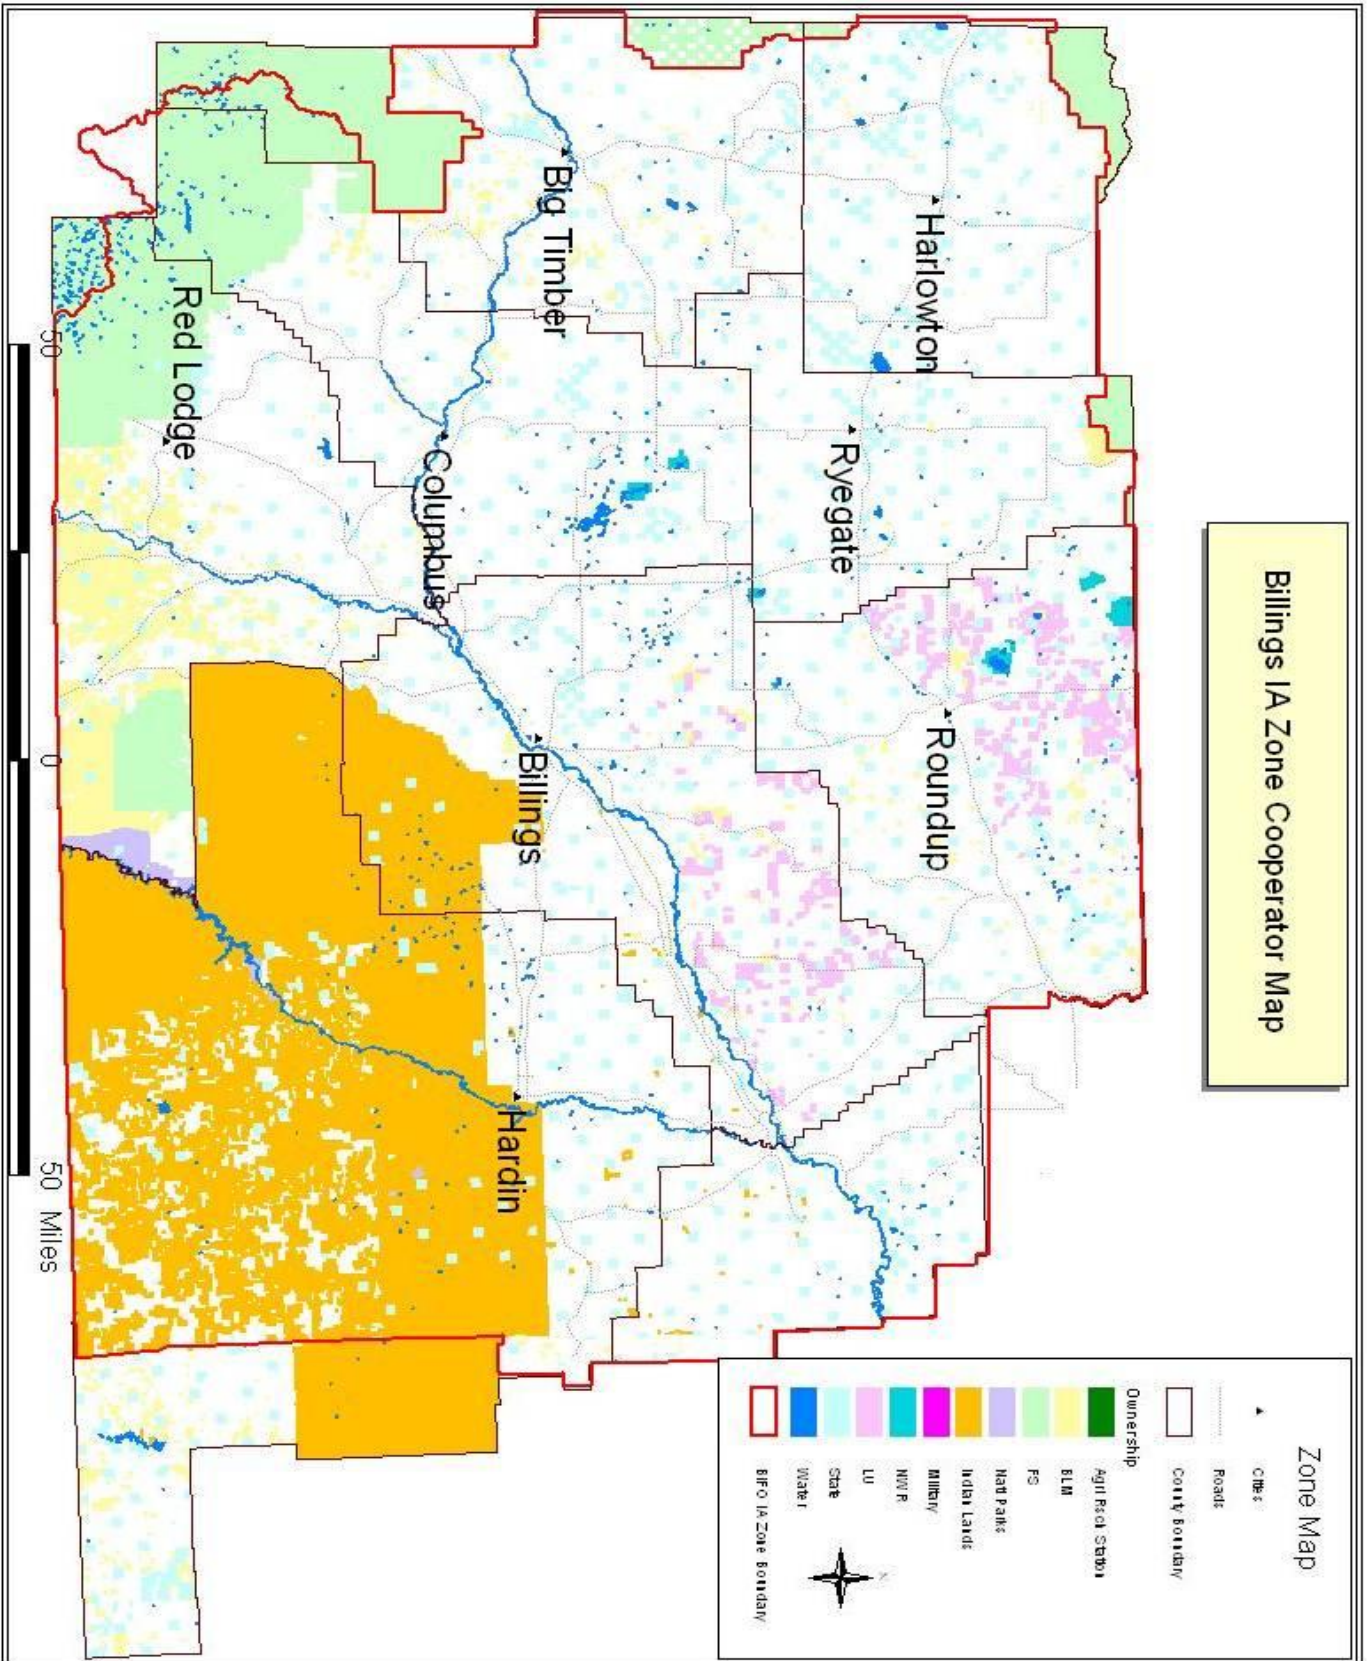 Billings IA Zone Cooperator Map
Harlowton
Ryegate
Roundup
Big Timber
Columbus
Billings
Hardin
Red Lodge
50 0 50 Miles
Zone Map
Cities
Roads
County Boundary
Ownership
Agri Rsch Station
BLM
FS
Natl Parks
Indian Lands
Military
NWR
LU
State
Water
BIFO IA Zone Boundary
N